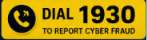 DIAL 1930
TO REPORT CYBER FRAUD